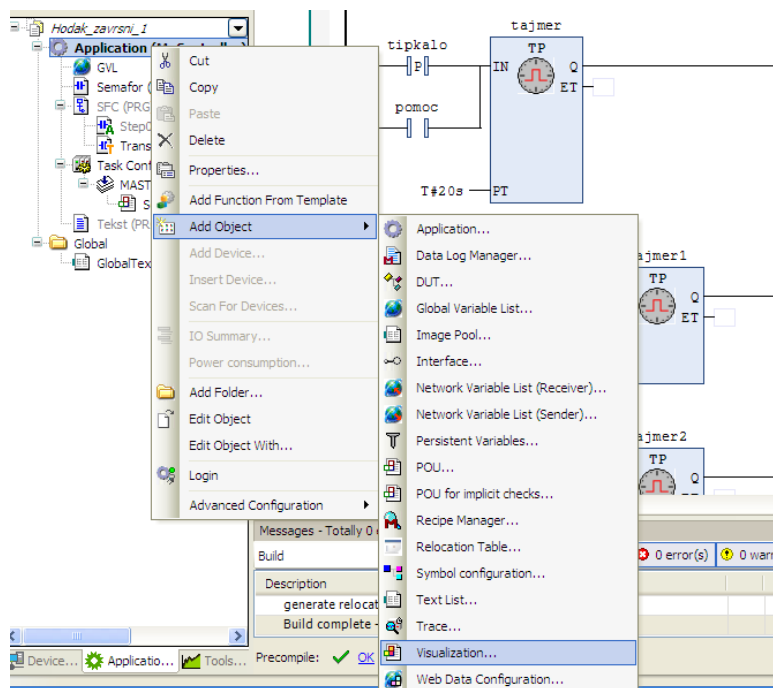 Hodak_zavrsni_1
Application (M Controller)
GVL
Semafor (
SFC (PRG
Step0
Trans
Task Conf
MAST
S
Tekst (PR
Global
GlobalTex
Device...
Applicatio...
Tools...
Cut
Copy
Paste
Delete
Properties...
Add Function From Template
Add Object
Add Device...
Insert Device...
Scan For Devices...
IO Summary...
Power consumption...
Add Folder...
Edit Object
Edit Object With...
Login
Advanced Configuration
Application...
Data Log Manager...
DUT...
Global Variable List...
Image Pool...
Interface...
Network Variable List (Receiver)...
Network Variable List (Sender)...
Persistent Variables...
POU...
POU for implicit checks...
Recipe Manager...
Relocation Table...
Symbol configuration...
Text List...
Trace...
Visualization...
Web Data Configuration...
tajmer
tipkalo
TP
P
IN
Q
ET
pomoc
T#20s
PT
ajmer1
TP
Q
ET
ajmer2
TP
Q
Messages - Totally 0
Build
0 error(s)
0 warn
Description
generate relocat
Build complete -
Precompile:
OK